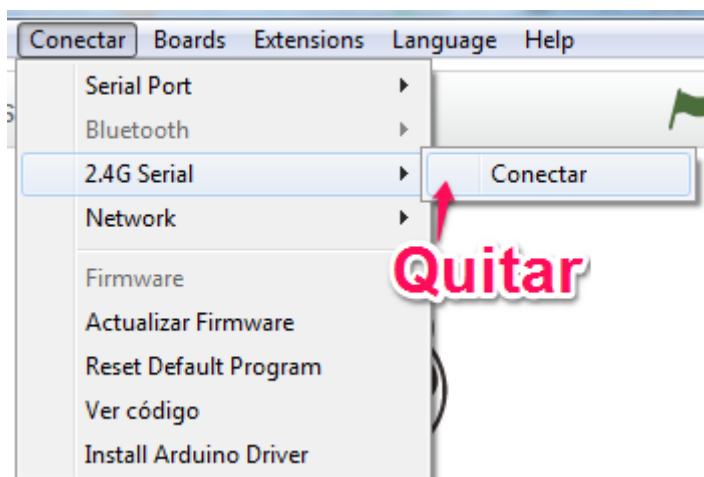 Conectar Boards Extensions Language Help
Serial Port
Bluetooth
2.4G Serial
Conectar
Network
Quitar
Firmware
Actualizar Firmware
Reset Default Program
Ver código
Install Arduino Driver